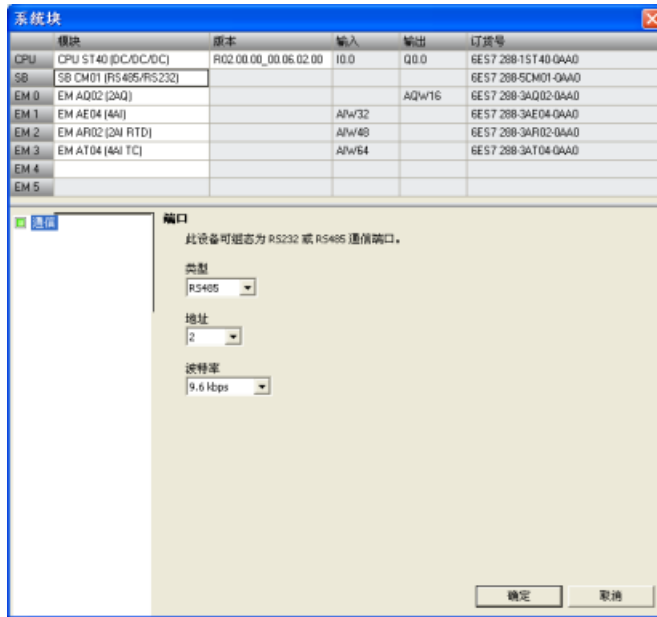 系统块
模块 版本 输入 输出 订货号
CPU CPU ST40 (DC/DC/DC) R02.00.00_00.06.02.00 I0.0 Q0.0 6ES7 288-1ST40-0AA0
SB SB CM01 (RS485/RS232) 6ES7 288-5CM01-0AA0
EM 0 EM AQ02 (2AQ) AQW16 6ES7 288-3AQ02-0AA0
EM 1 EM AE04 (4AI) AIW32 6ES7 288-3AE04-0AA0
EM 2 EM AR02 (2AI RTD) AIW48 6ES7 288-3AR02-0AA0
EM 3 EM AT04 (4AI TC) AIW64 6ES7 288-3AT04-0AA0
EM 4
EM 5
通信
端口
此设备可组态为 RS232 或 RS485 通信端口。
类型
RS485
地址
2
波特率
9.6 kbps
确定 取消